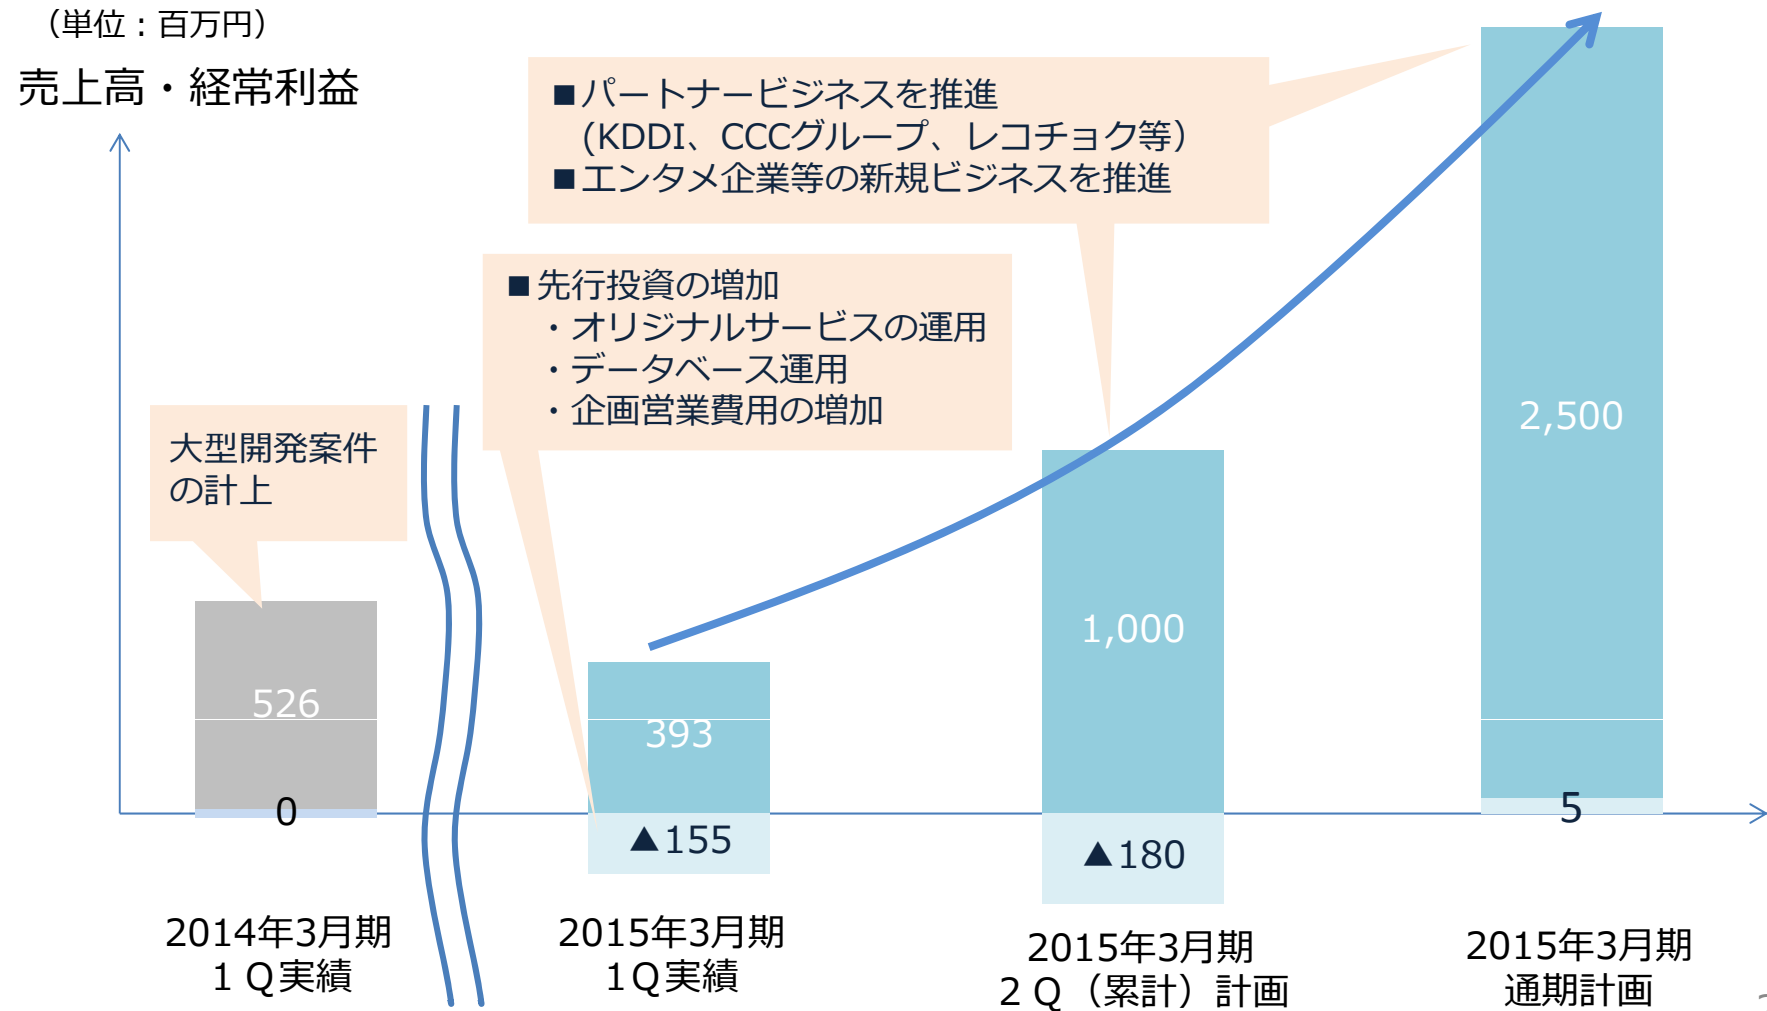 （単位：百万円）
売上高・経常利益
■パートナービジネスを推進
(KDDI、CCCグループ、レコチョク等）
■エンタメ企業等の新規ビジネスを推進
■先行投資の増加
・オリジナルサービスの運用
・データベース運用
・企画営業費用の増加
大型開発案件
の計上
2,500
1,000
526
393
0
▲155
▲180
5
2014年3月期
１Ｑ実績
2015年3月期
1Ｑ実績
2015年3月期
２Ｑ（累計）計画
2015年3月期
通期計画